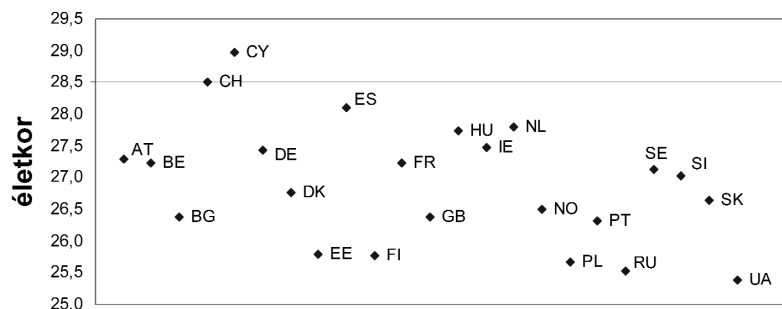 29,5
29,0
28,5
28,0
27,5
27,0
26,5
26,0
25,5
25,0
életkor
AT
BE
BG
CH
CY
DE
DK
EE
ES
FI
FR
GB
HU
IE
NL
NO
PL
PT
RU
SE
SI
SK
UA